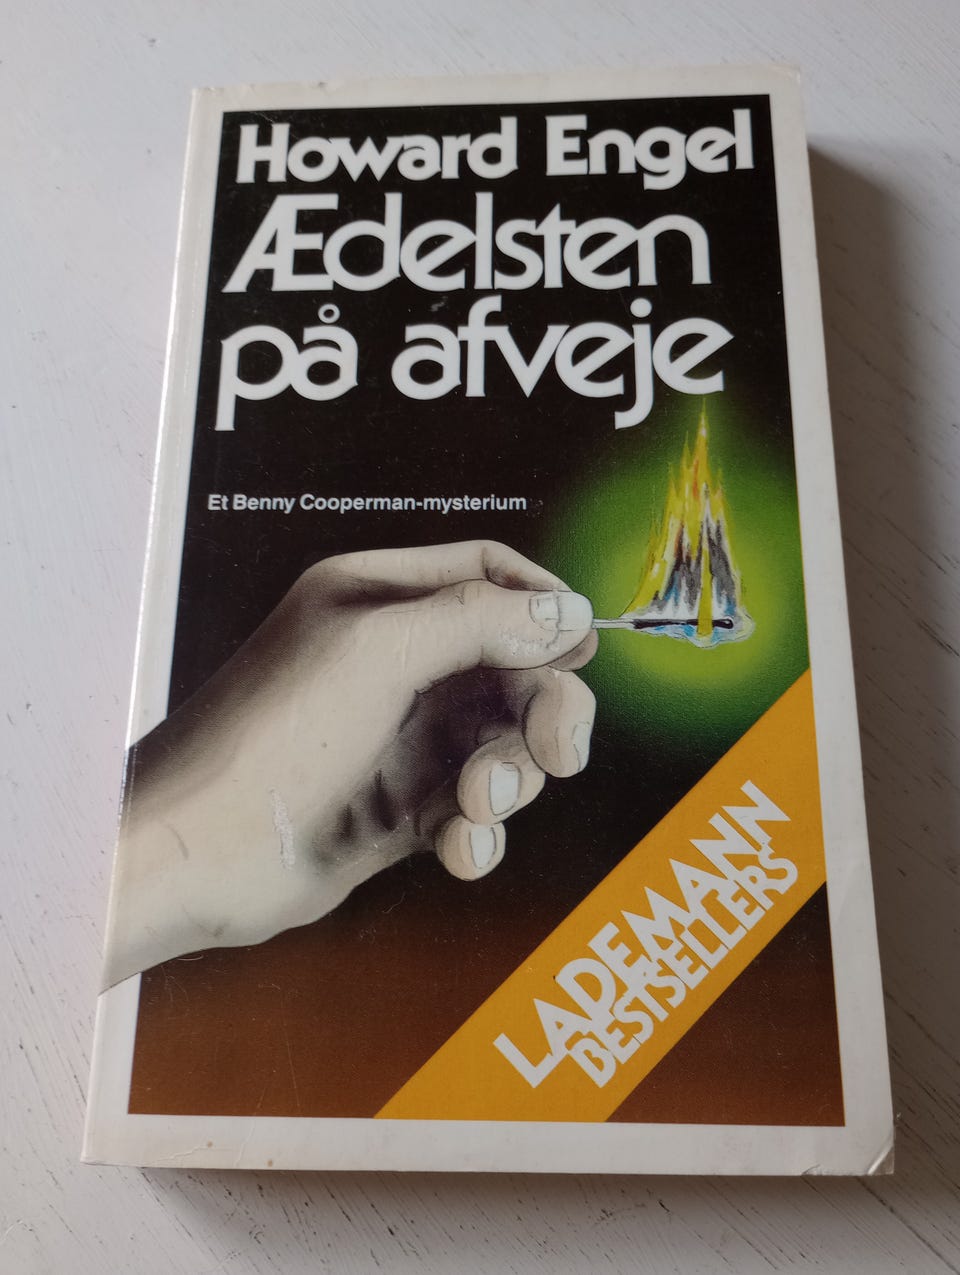 Howard Engel
Ædelsten
på afveje
Et Benny Cooperman-mysterium
LADEMANN
BESTSELLERS